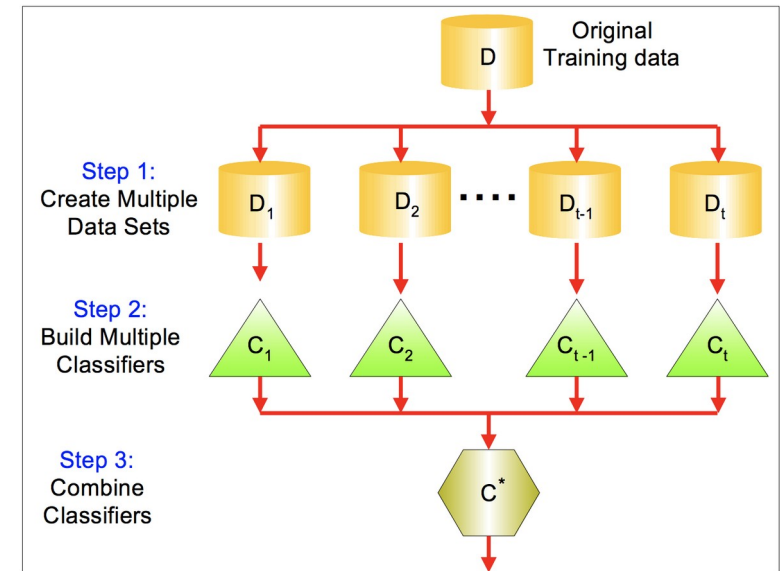 D
Original
Training data
Step 1:
Create Multiple
Data Sets
D1
D2
....
Dt-1
Dt
Step 2:
Build Multiple
Classifiers
C1
C2
Ct -1
Ct
Step 3:
Combine
Classifiers
C*